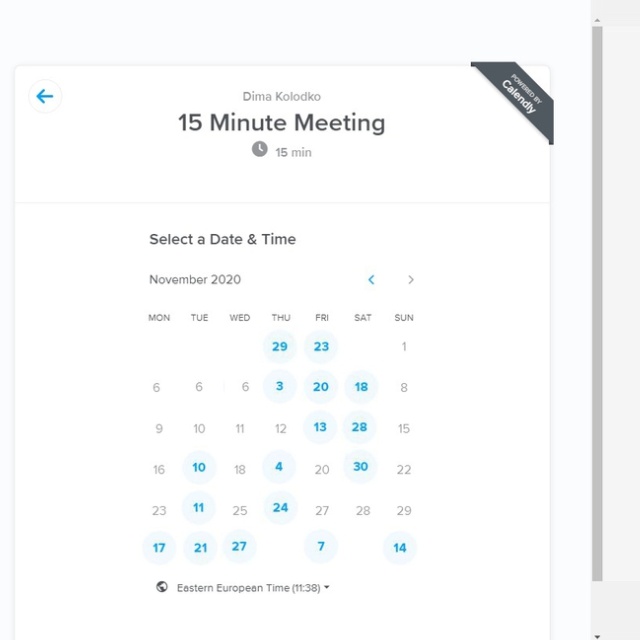 POWERED BY
Calendly
Dima Kolodko
15 Minute Meeting
15 min
Select a Date & Time
November 2020
MON TUE WED THU FRI SAT SUN
29 23 1
6 6 6 3 20 18 8
9 10 11 12 13 28 15
16 10 18 4 20 30 22
23 11 25 24 27 28 29
17 21 27 7 14
Eastern European Time (11:38)